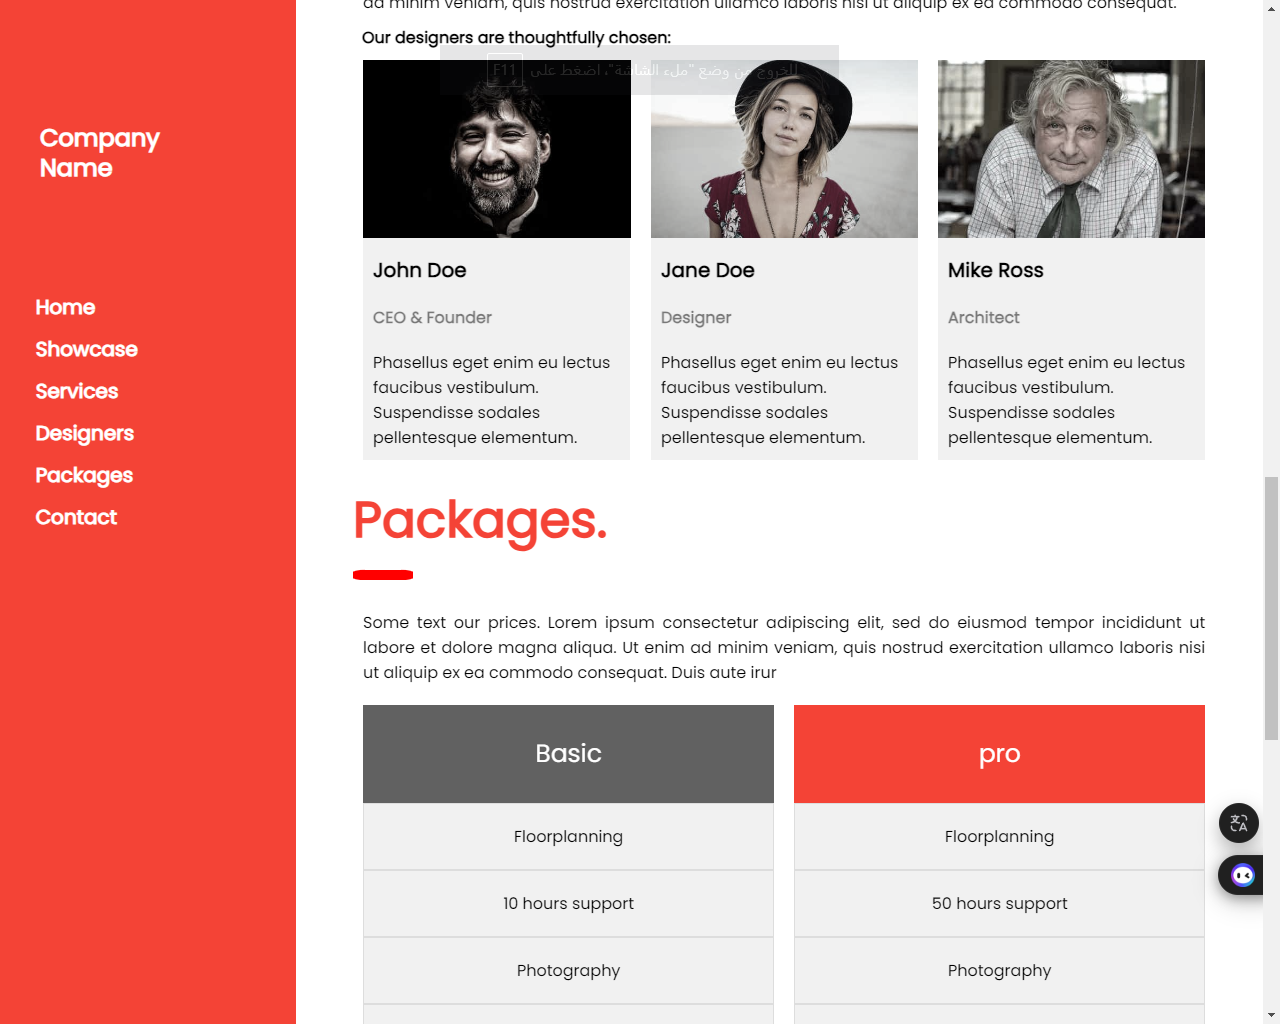 ad minim veniam, quis nostrud exercitation ullamco laboris nisi ut aliquip ex ea commodo consequat.
Our designers are thoughtfully chosen:
للخروج من وضع "ملء الشاشة"، اضغط على F11
Company
Name
Home
Showcase
Services
Designers
Packages
Contact
John Doe
CEO & Founder
Phasellus eget enim eu lectus
faucibus vestibulum.
Suspendisse sodales
pellentesque elementum.
Jane Doe
Designer
Phasellus eget enim eu lectus
faucibus vestibulum.
Suspendisse sodales
pellentesque elementum.
Mike Ross
Architect
Phasellus eget enim eu lectus
faucibus vestibulum.
Suspendisse sodales
pellentesque elementum.
Packages.
Some text our prices. Lorem ipsum consectetur adipiscing elit, sed do eiusmod tempor incididunt ut
labore et dolore magna aliqua. Ut enim ad minim veniam, quis nostrud exercitation ullamco laboris nisi
ut aliquip ex ea commodo consequat. Duis aute irur
Basic
Floorplanning
10 hours support
Photography
pro
Floorplanning
50 hours support
Photography